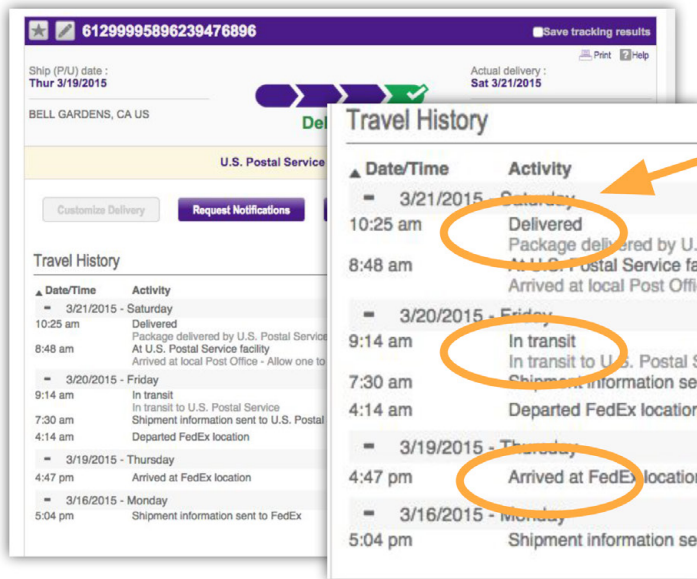 61299995896239476896
Save tracking results
Print Help
Ship (P/U) date :
Thur 3/19/2015
Actual delivery :
Sat 3/21/2015
BELL GARDENS, CA US
Del
U.S. Postal Service
Customize Delivery
Request Notifications
Travel History
Date/Time Activity
3/21/2015 - Saturday
10:25 am Delivered
Package delivered by U.S. Postal Service
8:48 am At U.S. Postal Service facility
Arrived at local Post Office - Allow one to
3/20/2015 - Friday
9:14 am In transit
In transit to U.S. Postal Service
7:30 am Shipment information sent to U.S. Postal
4:14 am Departed FedEx location
3/19/2015 - Thursday
4:47 pm Arrived at FedEx location
3/16/2015 - Monday
5:04 pm Shipment information sent to FedEx
Travel History
Date/Time Activity
3/21/2015 - Saturday
10:25 am Delivered
Package delivered by U.
8:48 am At U.S. Postal Service fa
Arrived at local Post Offi
3/20/2015 - Friday
9:14 am In transit
In transit to U.S. Postal S
7:30 am Shipment information se
4:14 am Departed FedEx location
3/19/2015 - Thursday
4:47 pm Arrived at FedEx location
3/16/2015 - Monday
5:04 pm Shipment information se